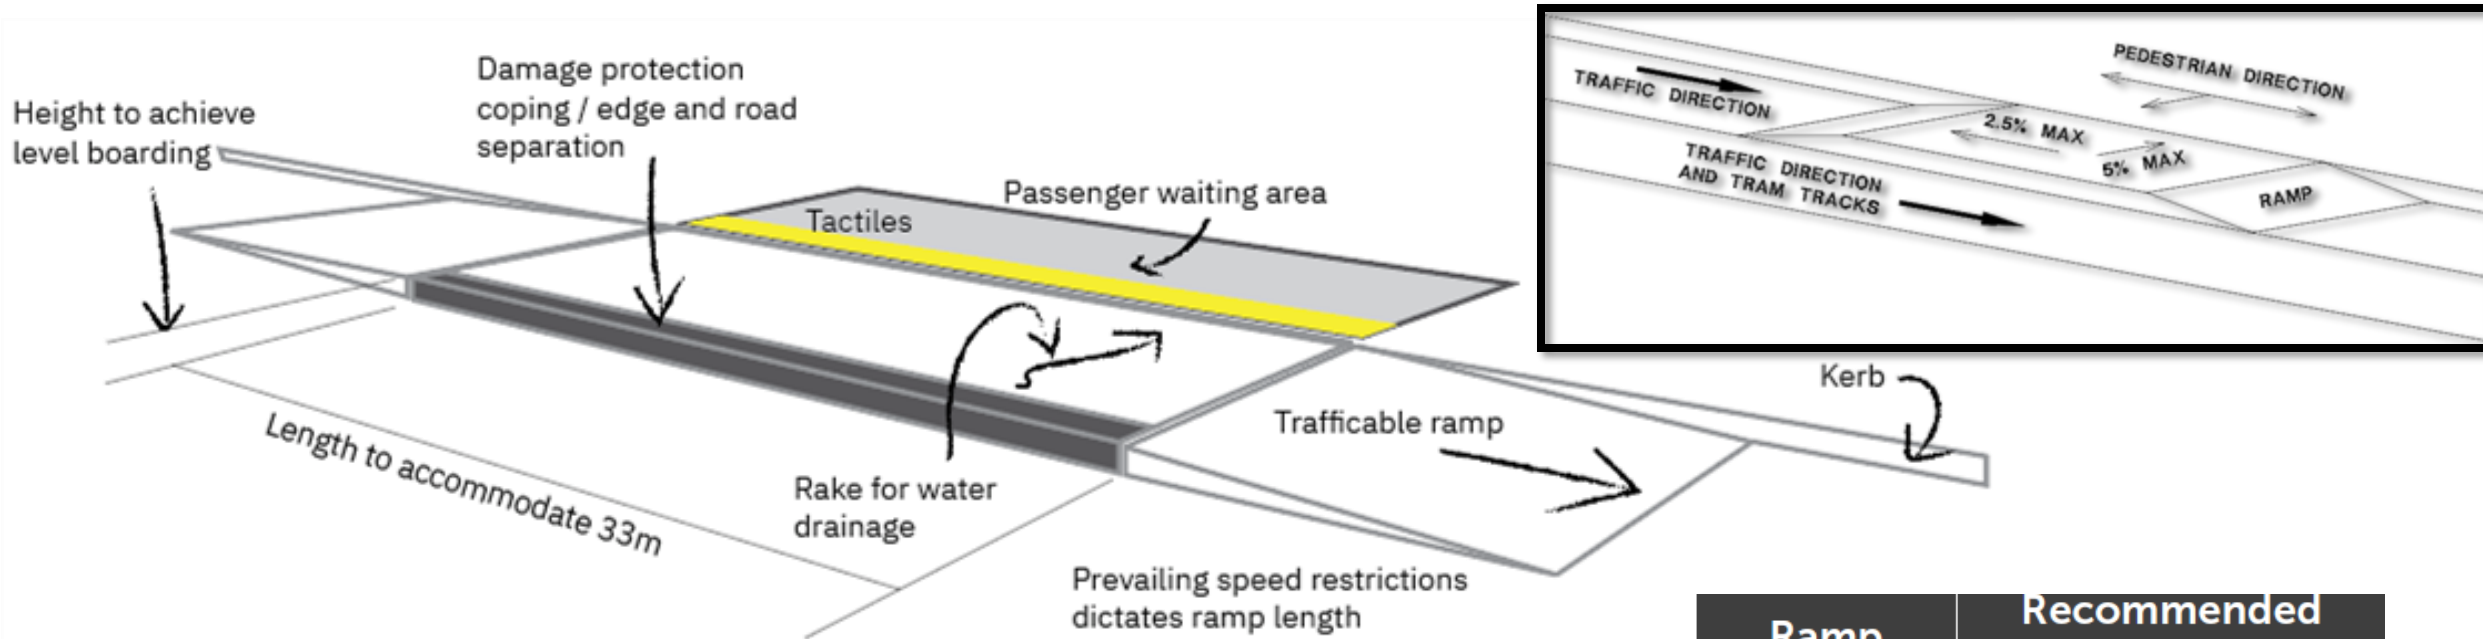 Height to achieve
level boarding
Damage protection
coping / edge and road
separation
Tactiles
Passenger waiting area
Length to accommodate 33m
Rake for water
drainage
Trafficable ramp
Kerb
Prevailing speed restrictions
dictates ramp length
TRAFFIC DIRECTION
PEDESTRIAN DIRECTION
2.5% MAX
5% MAX
TRAFFIC DIRECTION
AND TRAM TRACKS
RAMP
Ramp
Recommended